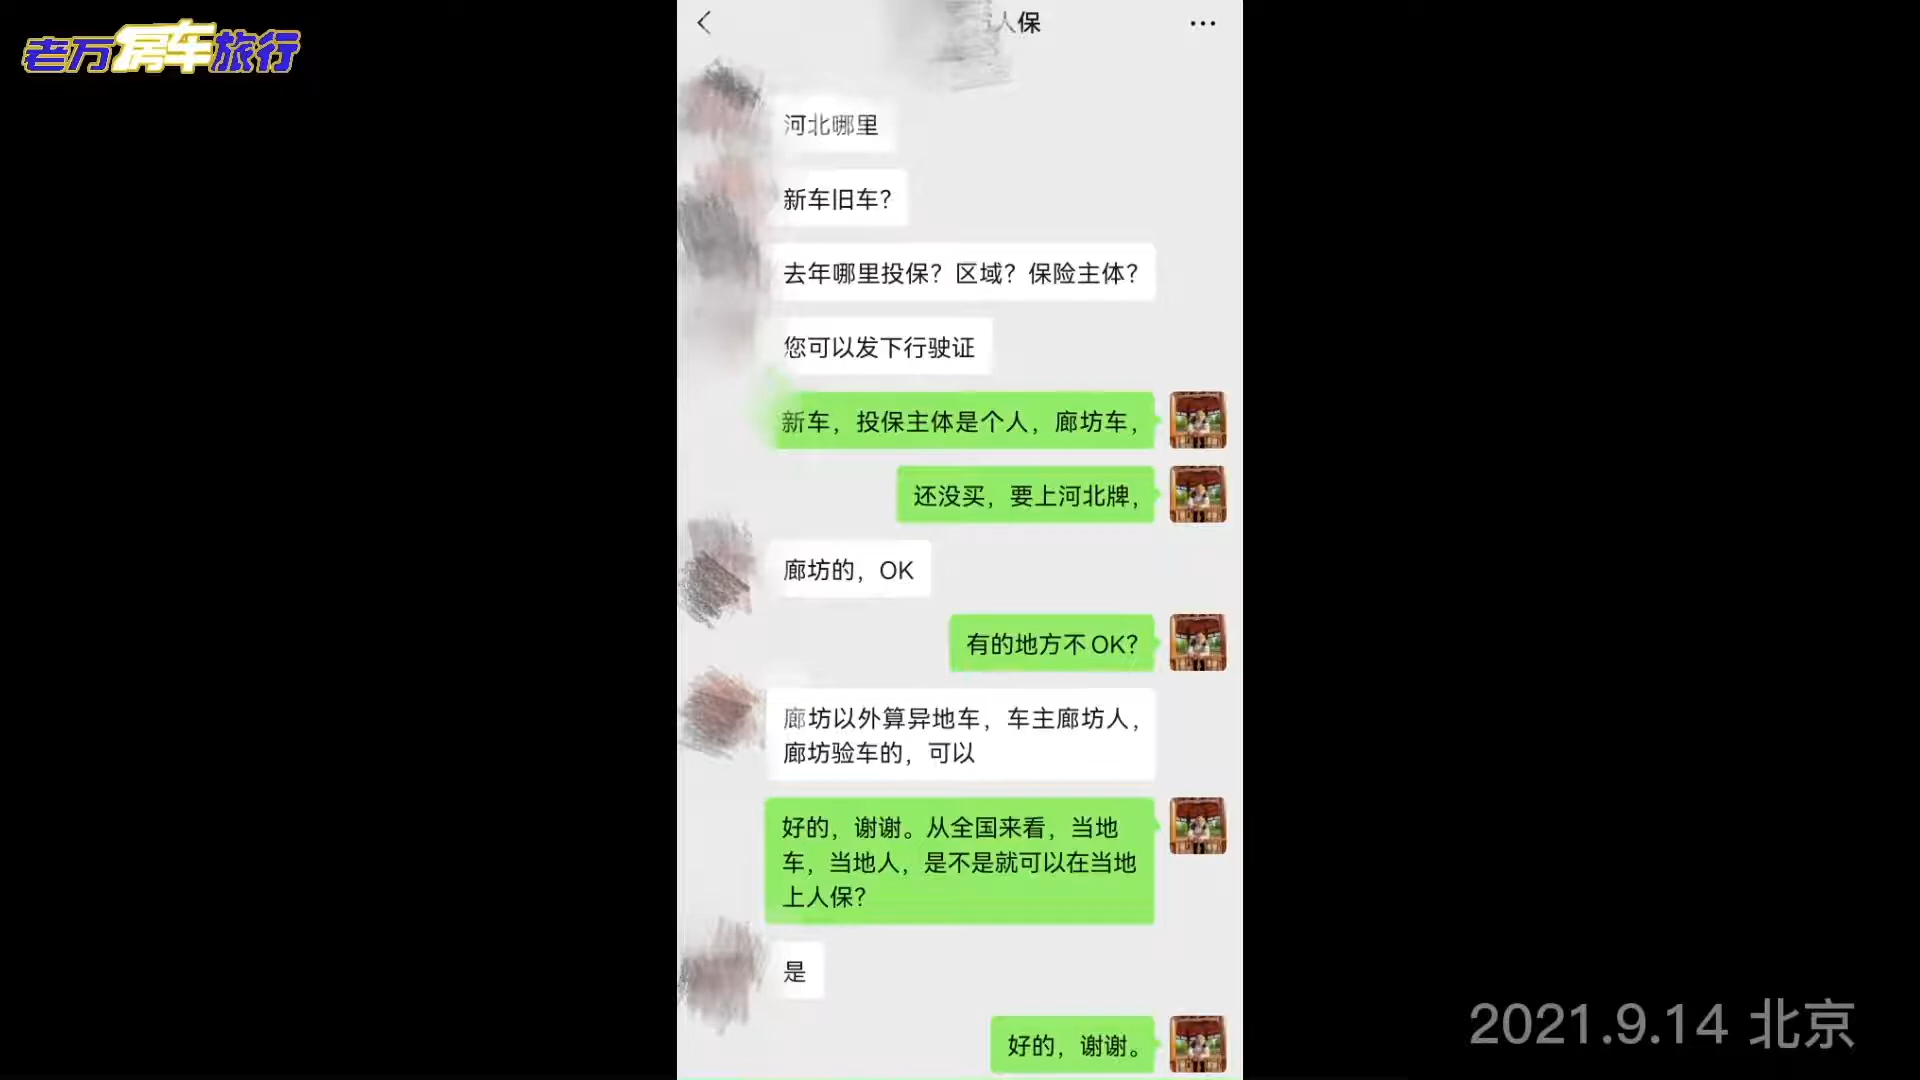 老万房车旅行
人保
河北哪里
新车旧车?
去年哪里投保？区域？保险主体？
您可以发下行驶证
新车，投保主体是个人，廊坊车，
还没买，要上河北牌，
廊坊的，OK
有的地方不OK?
廊坊以外算异地车，车主廊坊人，
廊坊验车的，可以
好的，谢谢。从全国来看，当地
车，当地人，是不是就可以在当地
上人保?
是
好的，谢谢。
2021.9.14 北京